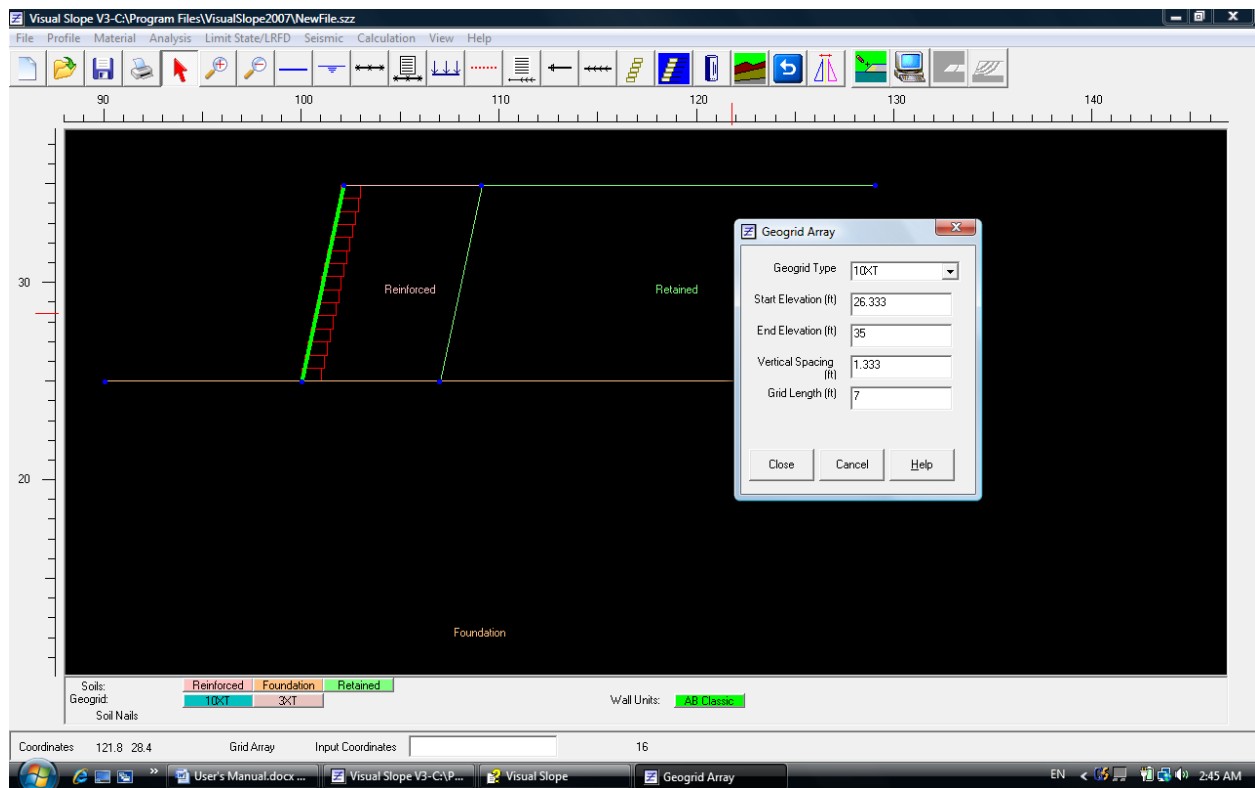 Visual Slope V3-C:\Program Files\VisualSlope2007\NewFile.szz
File Profile Material Analysis Limit State/LRFD Seismic Calculation View Help
90 100 110 120 130 140
30
20
Reinforced
Retained
Foundation
Geogrid Array
Geogrid Type 10XT
Start Elevation (ft) 26.333
End Elevation (ft) 35
Vertical Spacing (ft) 1.333
Grid Length (ft) 7
Close Cancel Help
Soils: Reinforced Foundation Retained
Geogrid: 10XT 3XT Wall Units: AB Classic
Soil Nails
Coordinates 121.8 28.4 Grid Array Input Coordinates 16
User's Manual.docx ... Visual Slope V3-C:\P... Visual Slope Geogrid Array EN 2:45 AM